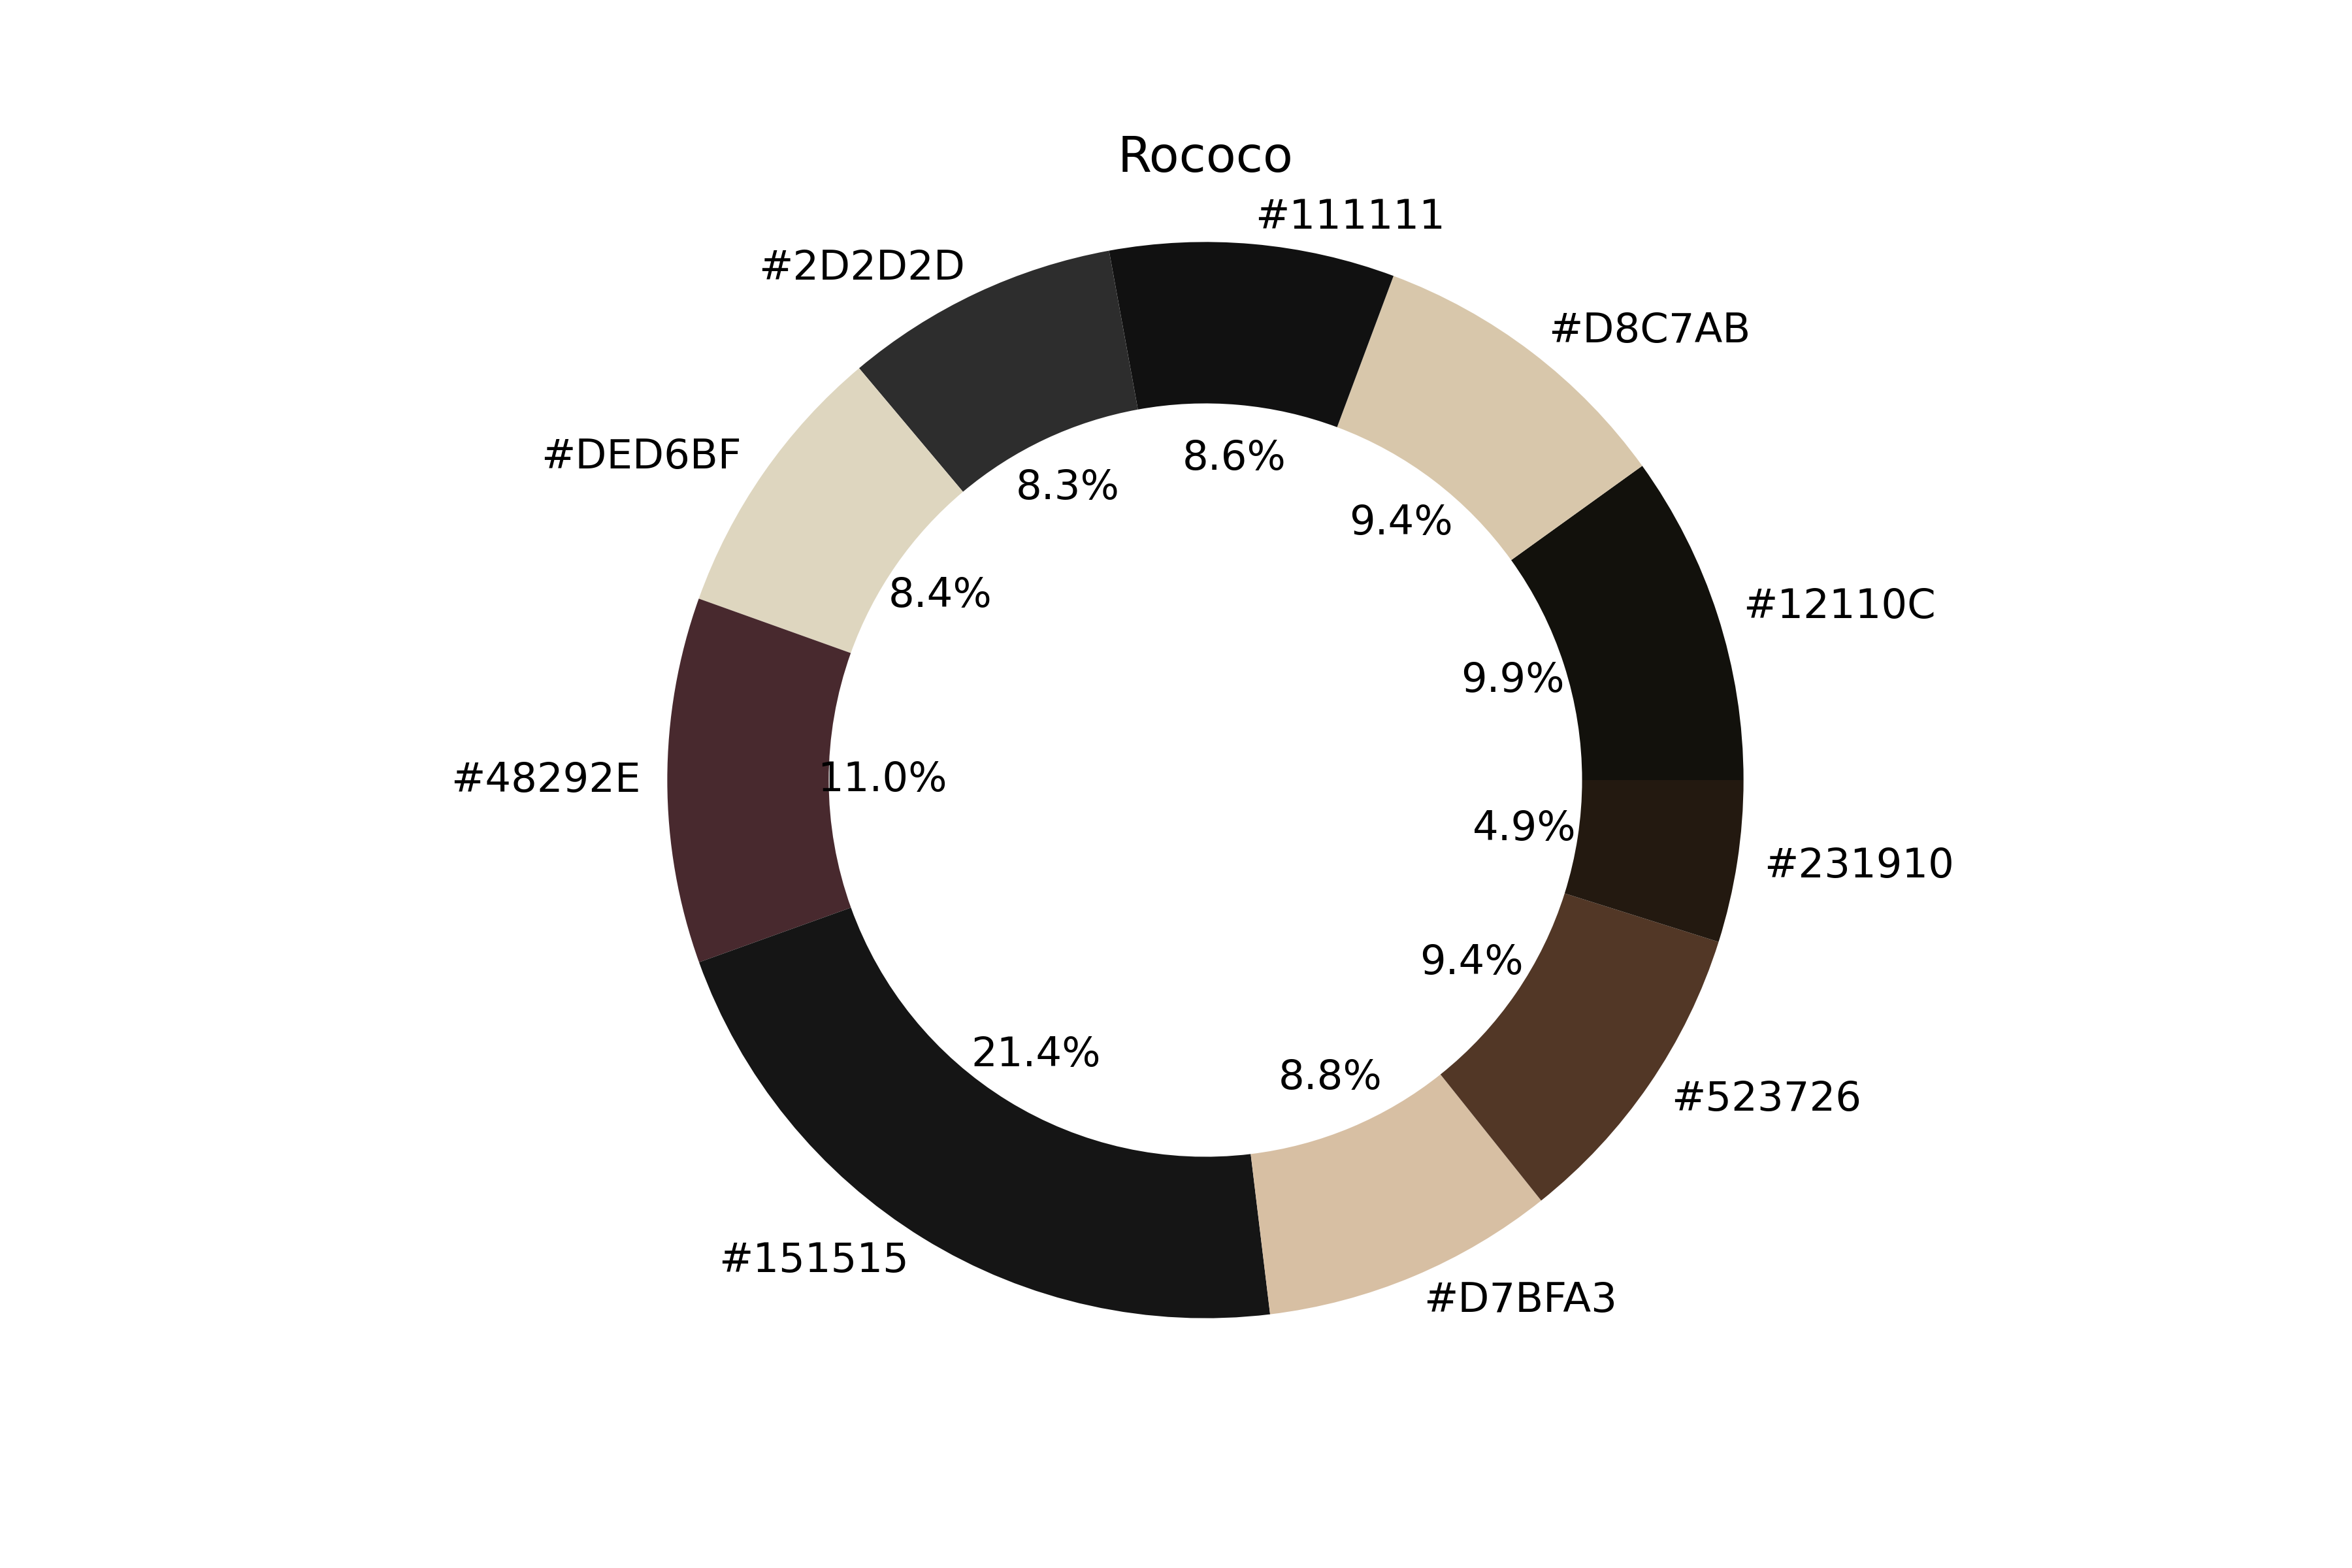 Rococo
#111111
#2D2D2D
#D8C7AB
#DED6BF
8.6%
8.3%
9.4%
8.4%
#12110C
9.9%
#48292E
11.0%
4.9%
#231910
9.4%
21.4%
8.8%
#523726
#151515
#D7BFA3